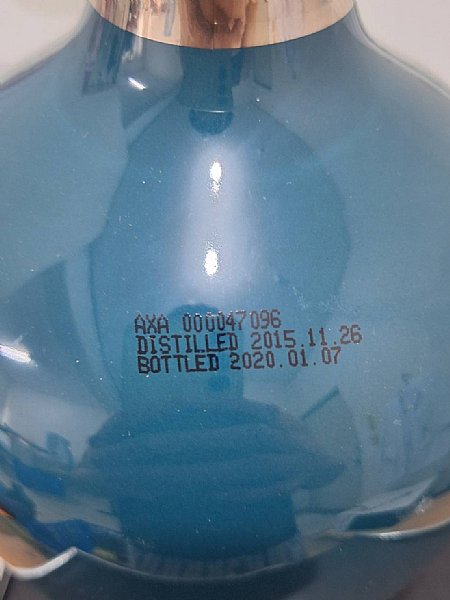 AXA 000047096
DISTILLED 2015.11.26
BOTTLED 2020.01.07